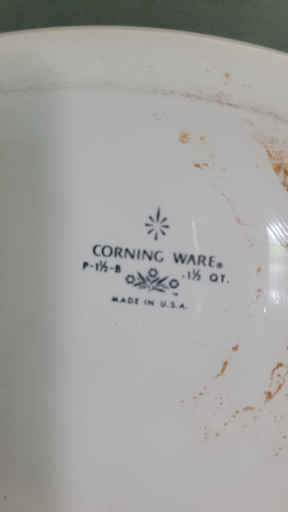 CORNING WARE®
P-1½-B 1½ QT.
MADE IN U.S.A.